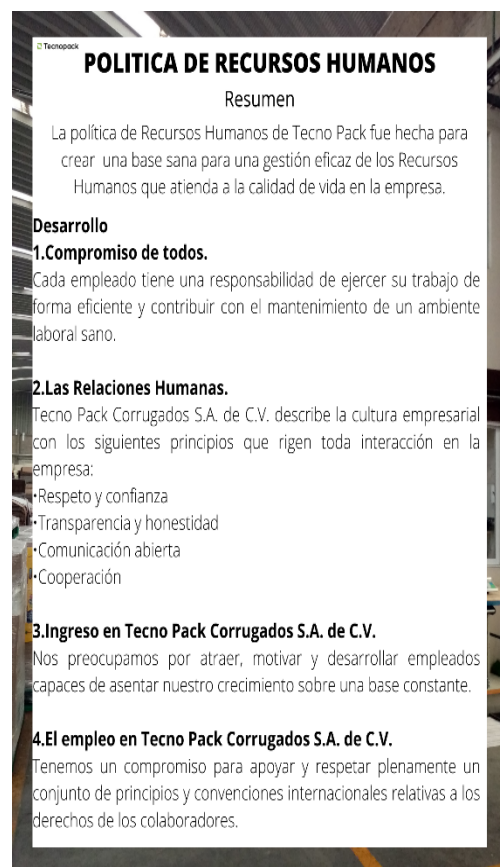 Tecnopack
POLITICA DE RECURSOS HUMANOS
Resumen
La política de Recursos Humanos de Tecno Pack fue hecha para
crear una base sana para una gestión eficaz de los Recursos
Humanos que atienda a la calidad de vida en la empresa.
Desarrollo
1.Compromiso de todos.
Cada empleado tiene una responsabilidad de ejercer su trabajo de
forma eficiente y contribuir con el mantenimiento de un ambiente
laboral sano.
2.Las Relaciones Humanas.
Tecno Pack Corrugados S.A. de C.V. describe la cultura empresarial
con los siguientes principios que rigen toda interacción en la
empresa:
•Respeto y confianza
•Transparencia y honestidad
•Comunicación abierta
•Cooperación
3.Ingreso en Tecno Pack Corrugados S.A. de C.V.
Nos preocupamos por atraer, motivar y desarrollar empleados
capaces de asentar nuestro crecimiento sobre una base constante.
4.El empleo en Tecno Pack Corrugados S.A. de C.V.
Tenemos un compromiso para apoyar y respetar plenamente un
conjunto de principios y convenciones internacionales relativas a los
derechos de los colaboradores.